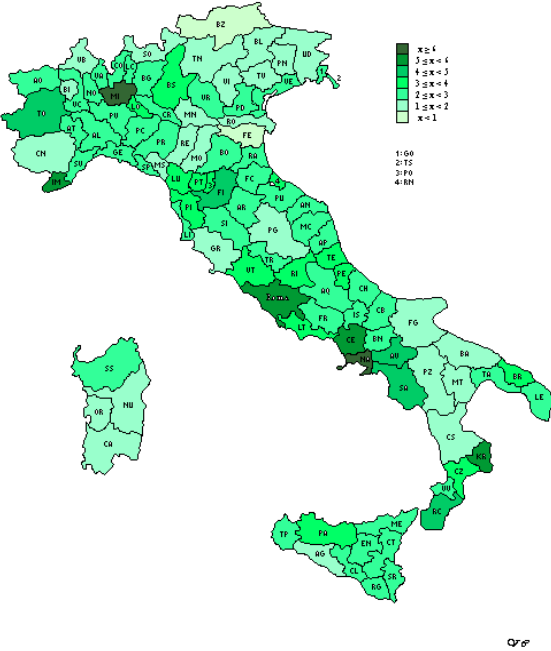 BZ
x ≥ 6
5 ≤ x < 6
4 ≤ x < 5
3 ≤ x < 4
2 ≤ x < 3
1 ≤ x < 2
x < 1
SO BL UD
VB TN PN
AO VA CO LC BG BS VI TV VE 1 2
BI NO MI VR PD
TO VC LO CR MN RO
AT PV PC FE
AL PR RE
CN GE MO BO RA
SV SP MS
IM LU PT 3 FI FC 4
PI AR PU AN
LI SI MC
PG AP
GR TR TE
VT RI PE
Roma AQ CH
FR IS CB FG
LT CE BN
NA AV BA
SA PZ MT TA BR
LE
CS
KR
CZ
VV
RC
SS
OR NU
CA
ME
TP PA EN CT
AG
CL SR
RG
1: GO
2: TS
3: PO
4: RN